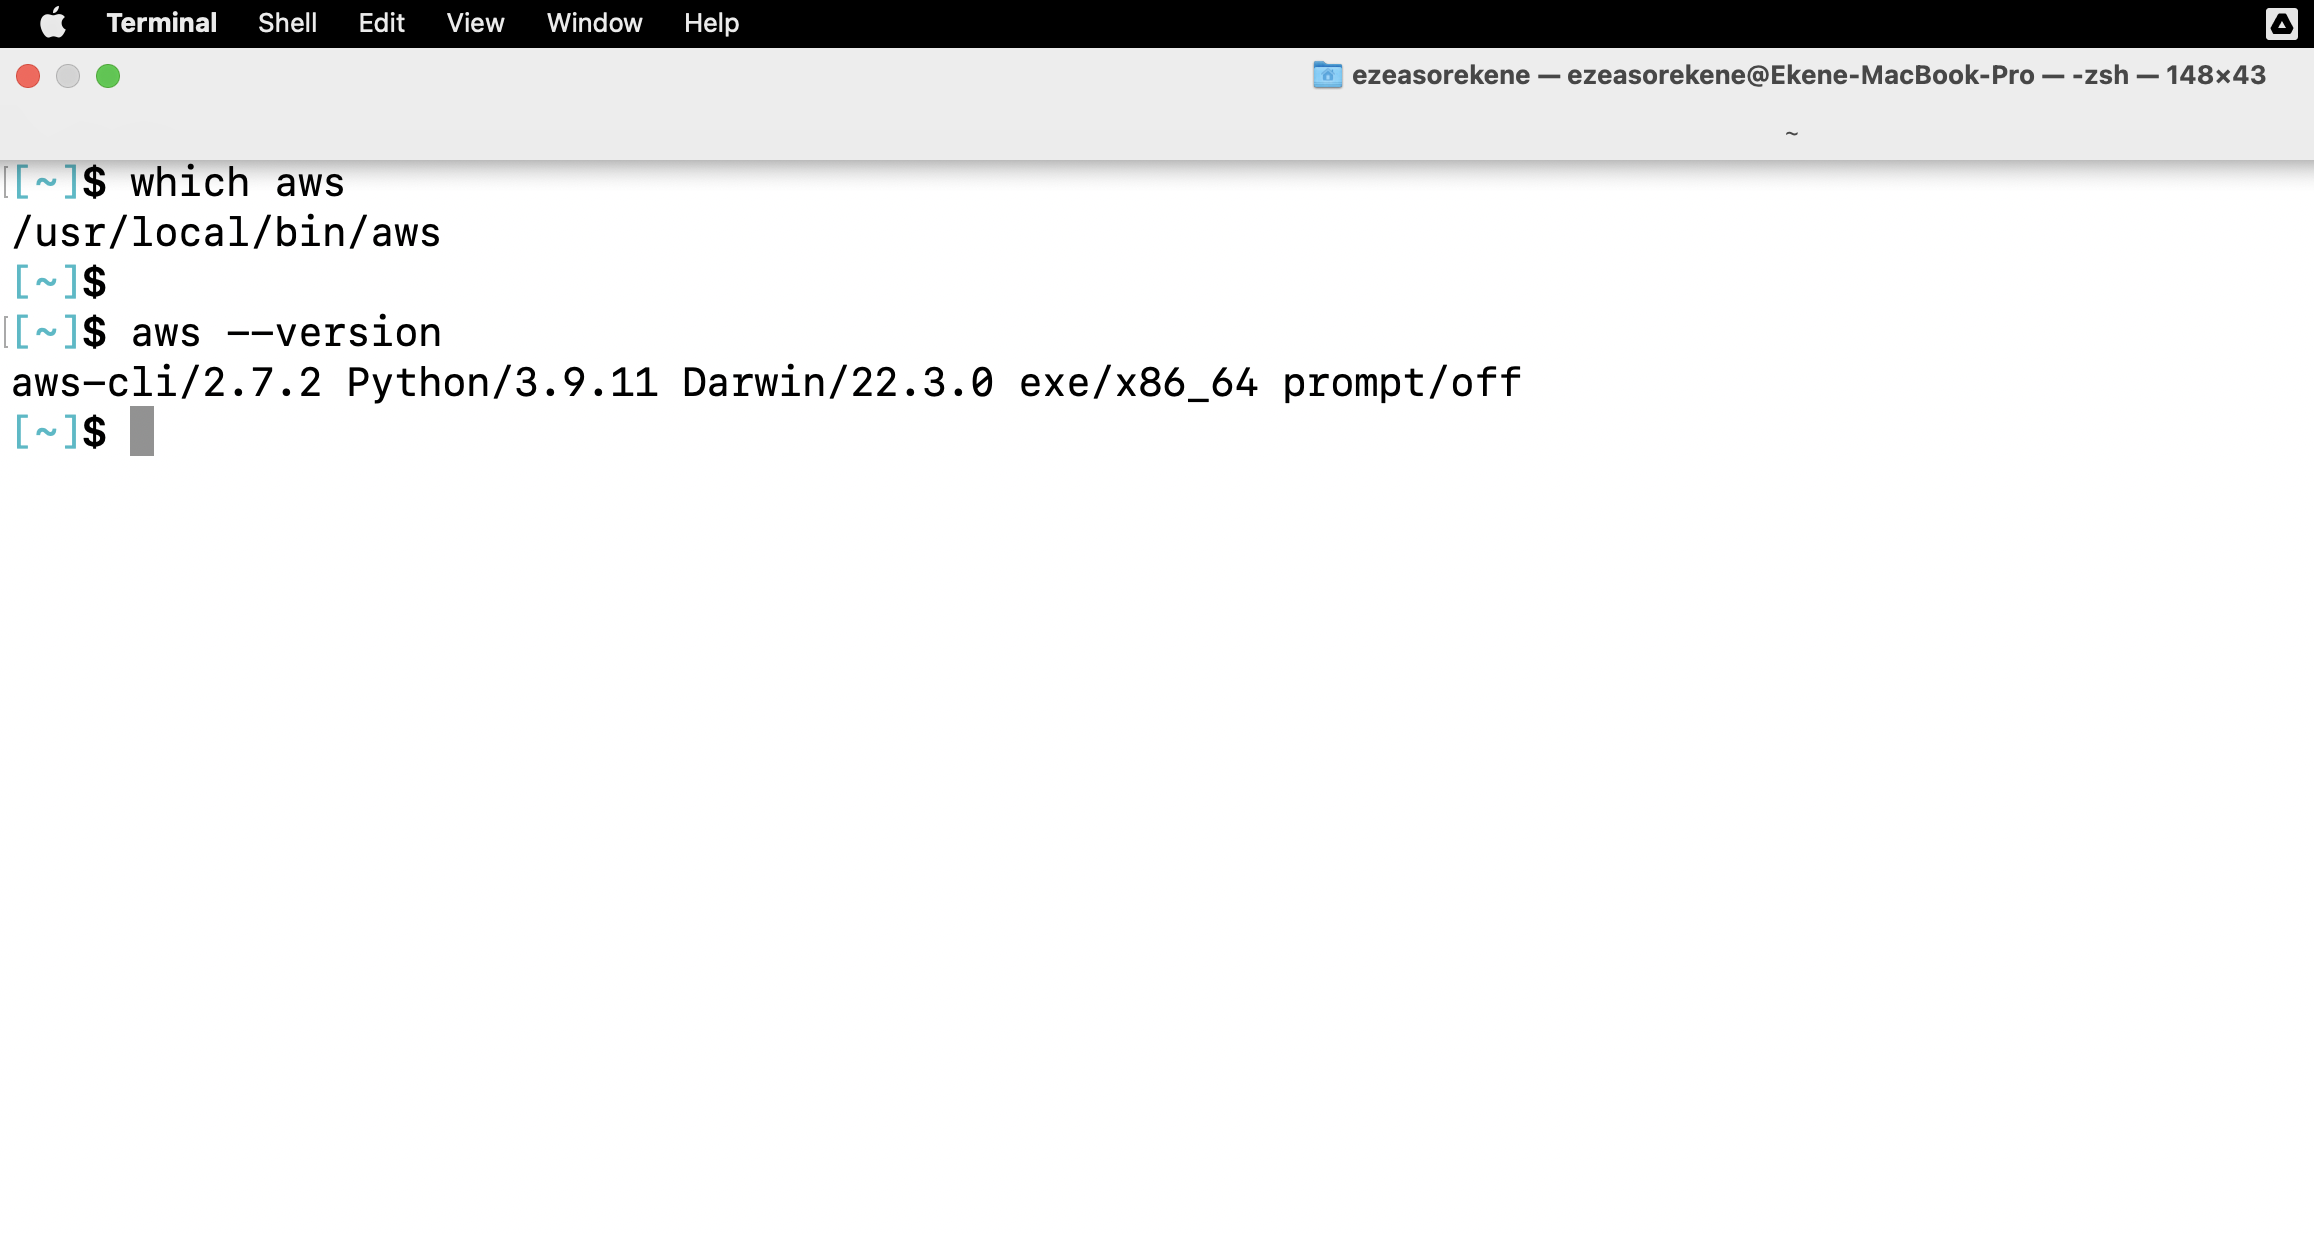 Terminal Shell Edit View Window Help
ezeasorekene — ezeasorekene@Ekene-MacBook-Pro — -zsh — 148×43
~
[~]$ which aws
/usr/local/bin/aws
[~]$
[~]$ aws --version
aws-cli/2.7.2 Python/3.9.11 Darwin/22.3.0 exe/x86_64 prompt/off
[~]$